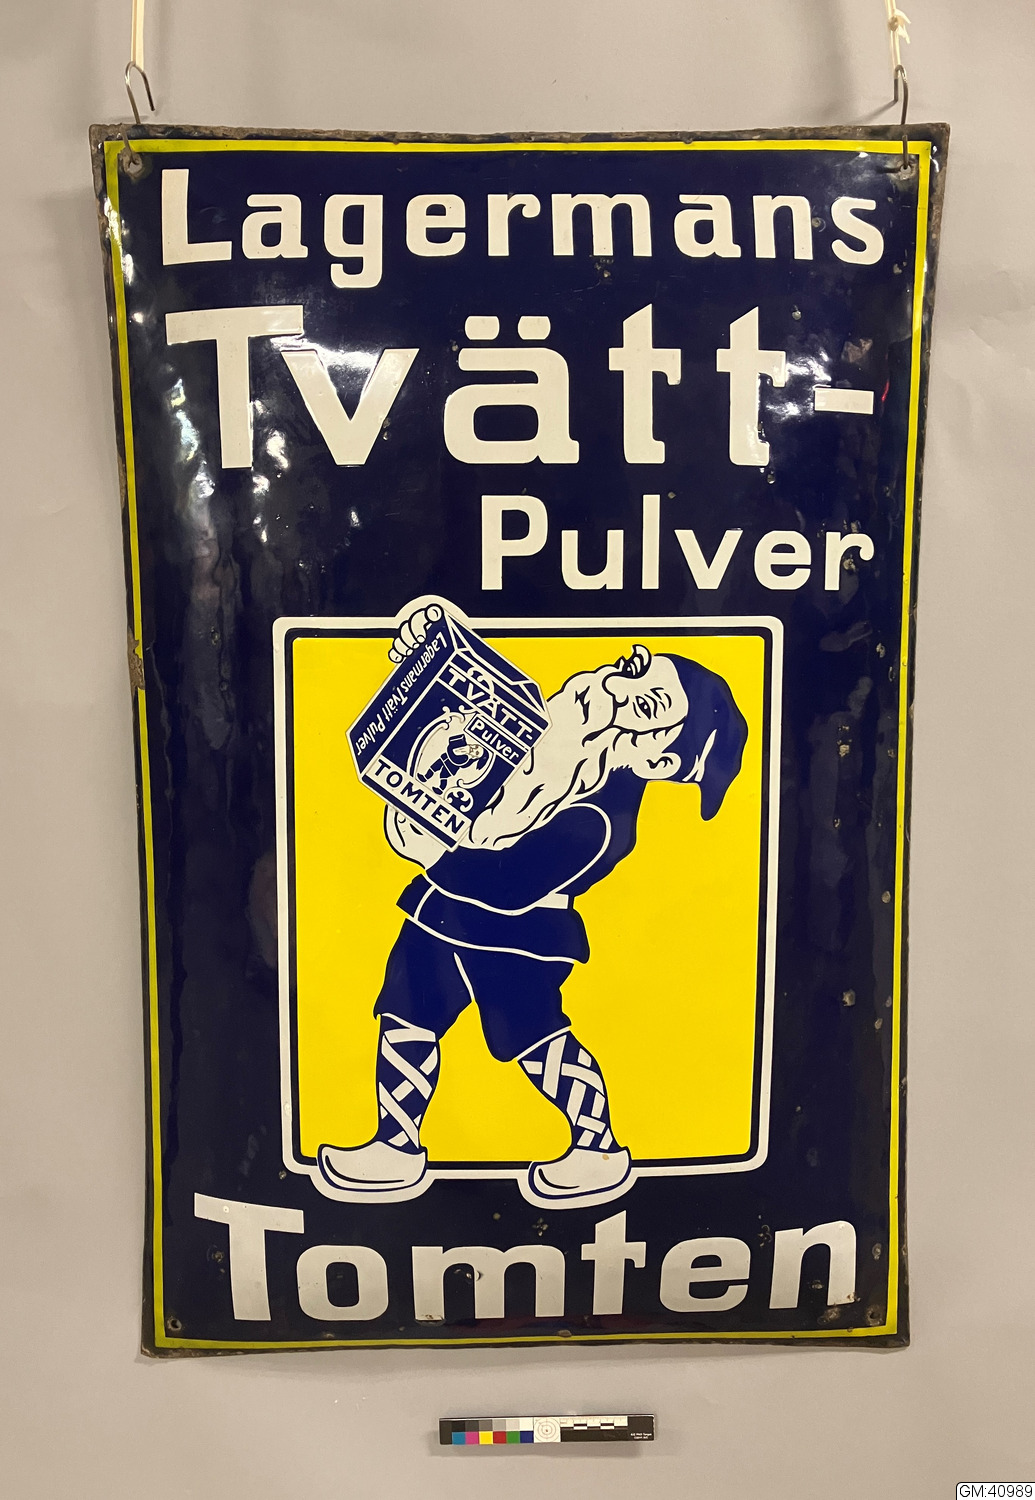 Lagermans
Tvätt-
Pulver
Lagermans Tvätt Pulver
TVÄTT-
Pulver
TOMTEN
Tomten
GM:40989